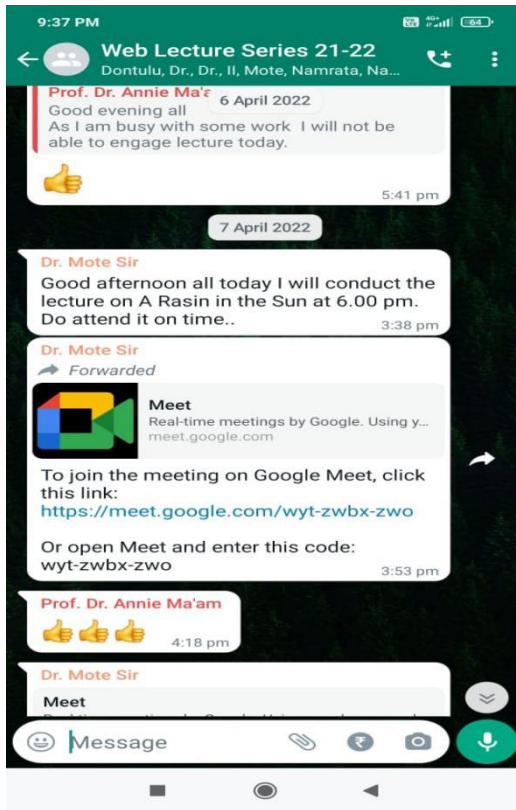 9:37 PM
4G+
64
Web Lecture Series 21-22
Dontulu, Dr., Dr., II, Mote, Namrata, Na...
Prof. Dr. Annie Ma'a
6 April 2022
Good evening all
As I am busy with some work I will not be
able to engage lecture today.
👍
5:41 pm
7 April 2022
Dr. Mote Sir
Good afternoon all today I will conduct the
lecture on A Rasin in the Sun at 6.00 pm.
Do attend it on time..
3:38 pm
Dr. Mote Sir
Forwarded
Meet
Real-time meetings by Google. Using y...
meet.google.com
To join the meeting on Google Meet, click
this link:
https://meet.google.com/wyt-zwbx-zwo
Or open Meet and enter this code:
wyt-zwbx-zwo
3:53 pm
Prof. Dr. Annie Ma'am
👍👍👍
4:18 pm
Dr. Mote Sir
Meet
Message